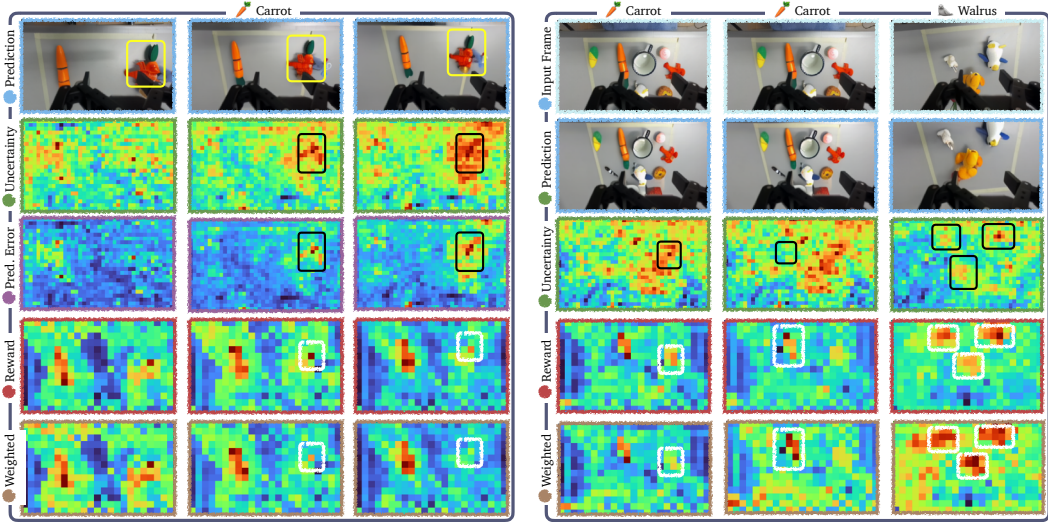 Carrot
Prediction
Uncertainty
Pred. Error
Reward
Weighted
Carrot
Carrot
Walrus
Input Frame
Prediction
Uncertainty
Reward
Weighted